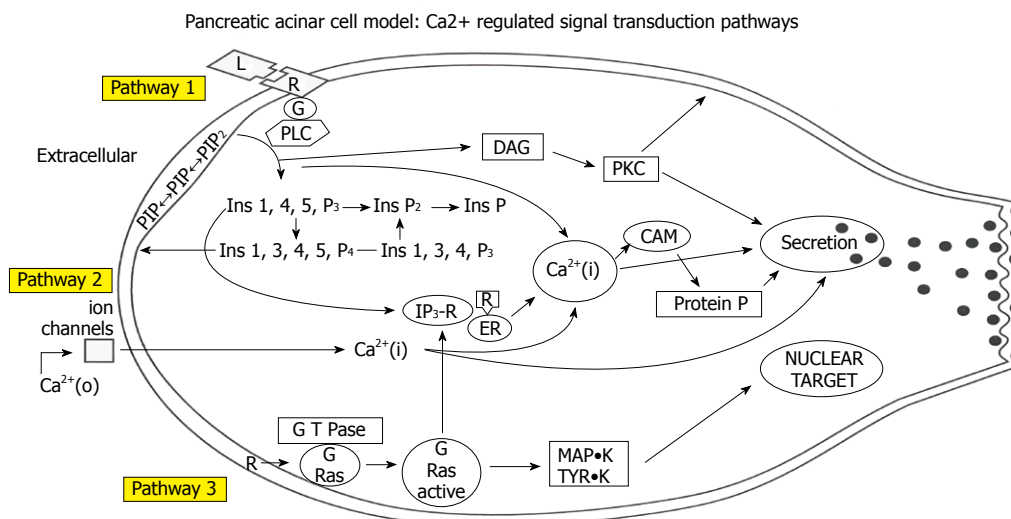 Pancreatic acinar cell model: Ca2+ regulated signal transduction pathways
L
R
Pathway 1
G
PLC
Extracellular
PIP↔PIP↔PIP₂
DAG
PKC
Ins 1, 4, 5, P₃ → Ins P₂ → Ins P
Ins 1, 3, 4, 5, P₄ — Ins 1, 3, 4, P₃
CAM
Secretion
Ca²⁺(i)
Pathway 2
ion
channels
Protein P
R
IP₃-R
ER
Ca²⁺(i)
Ca²⁺(o)
NUCLEAR
TARGET
G T Pase
R
G
Ras
G
Ras
active
MAP•K
TYR•K
Pathway 3